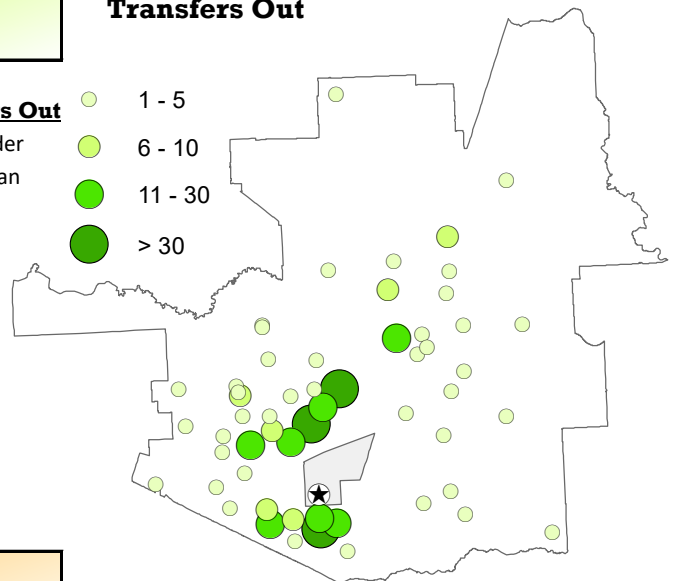 Transfers Out
s Out
der
an
1 - 5
6 - 10
11 - 30
> 30